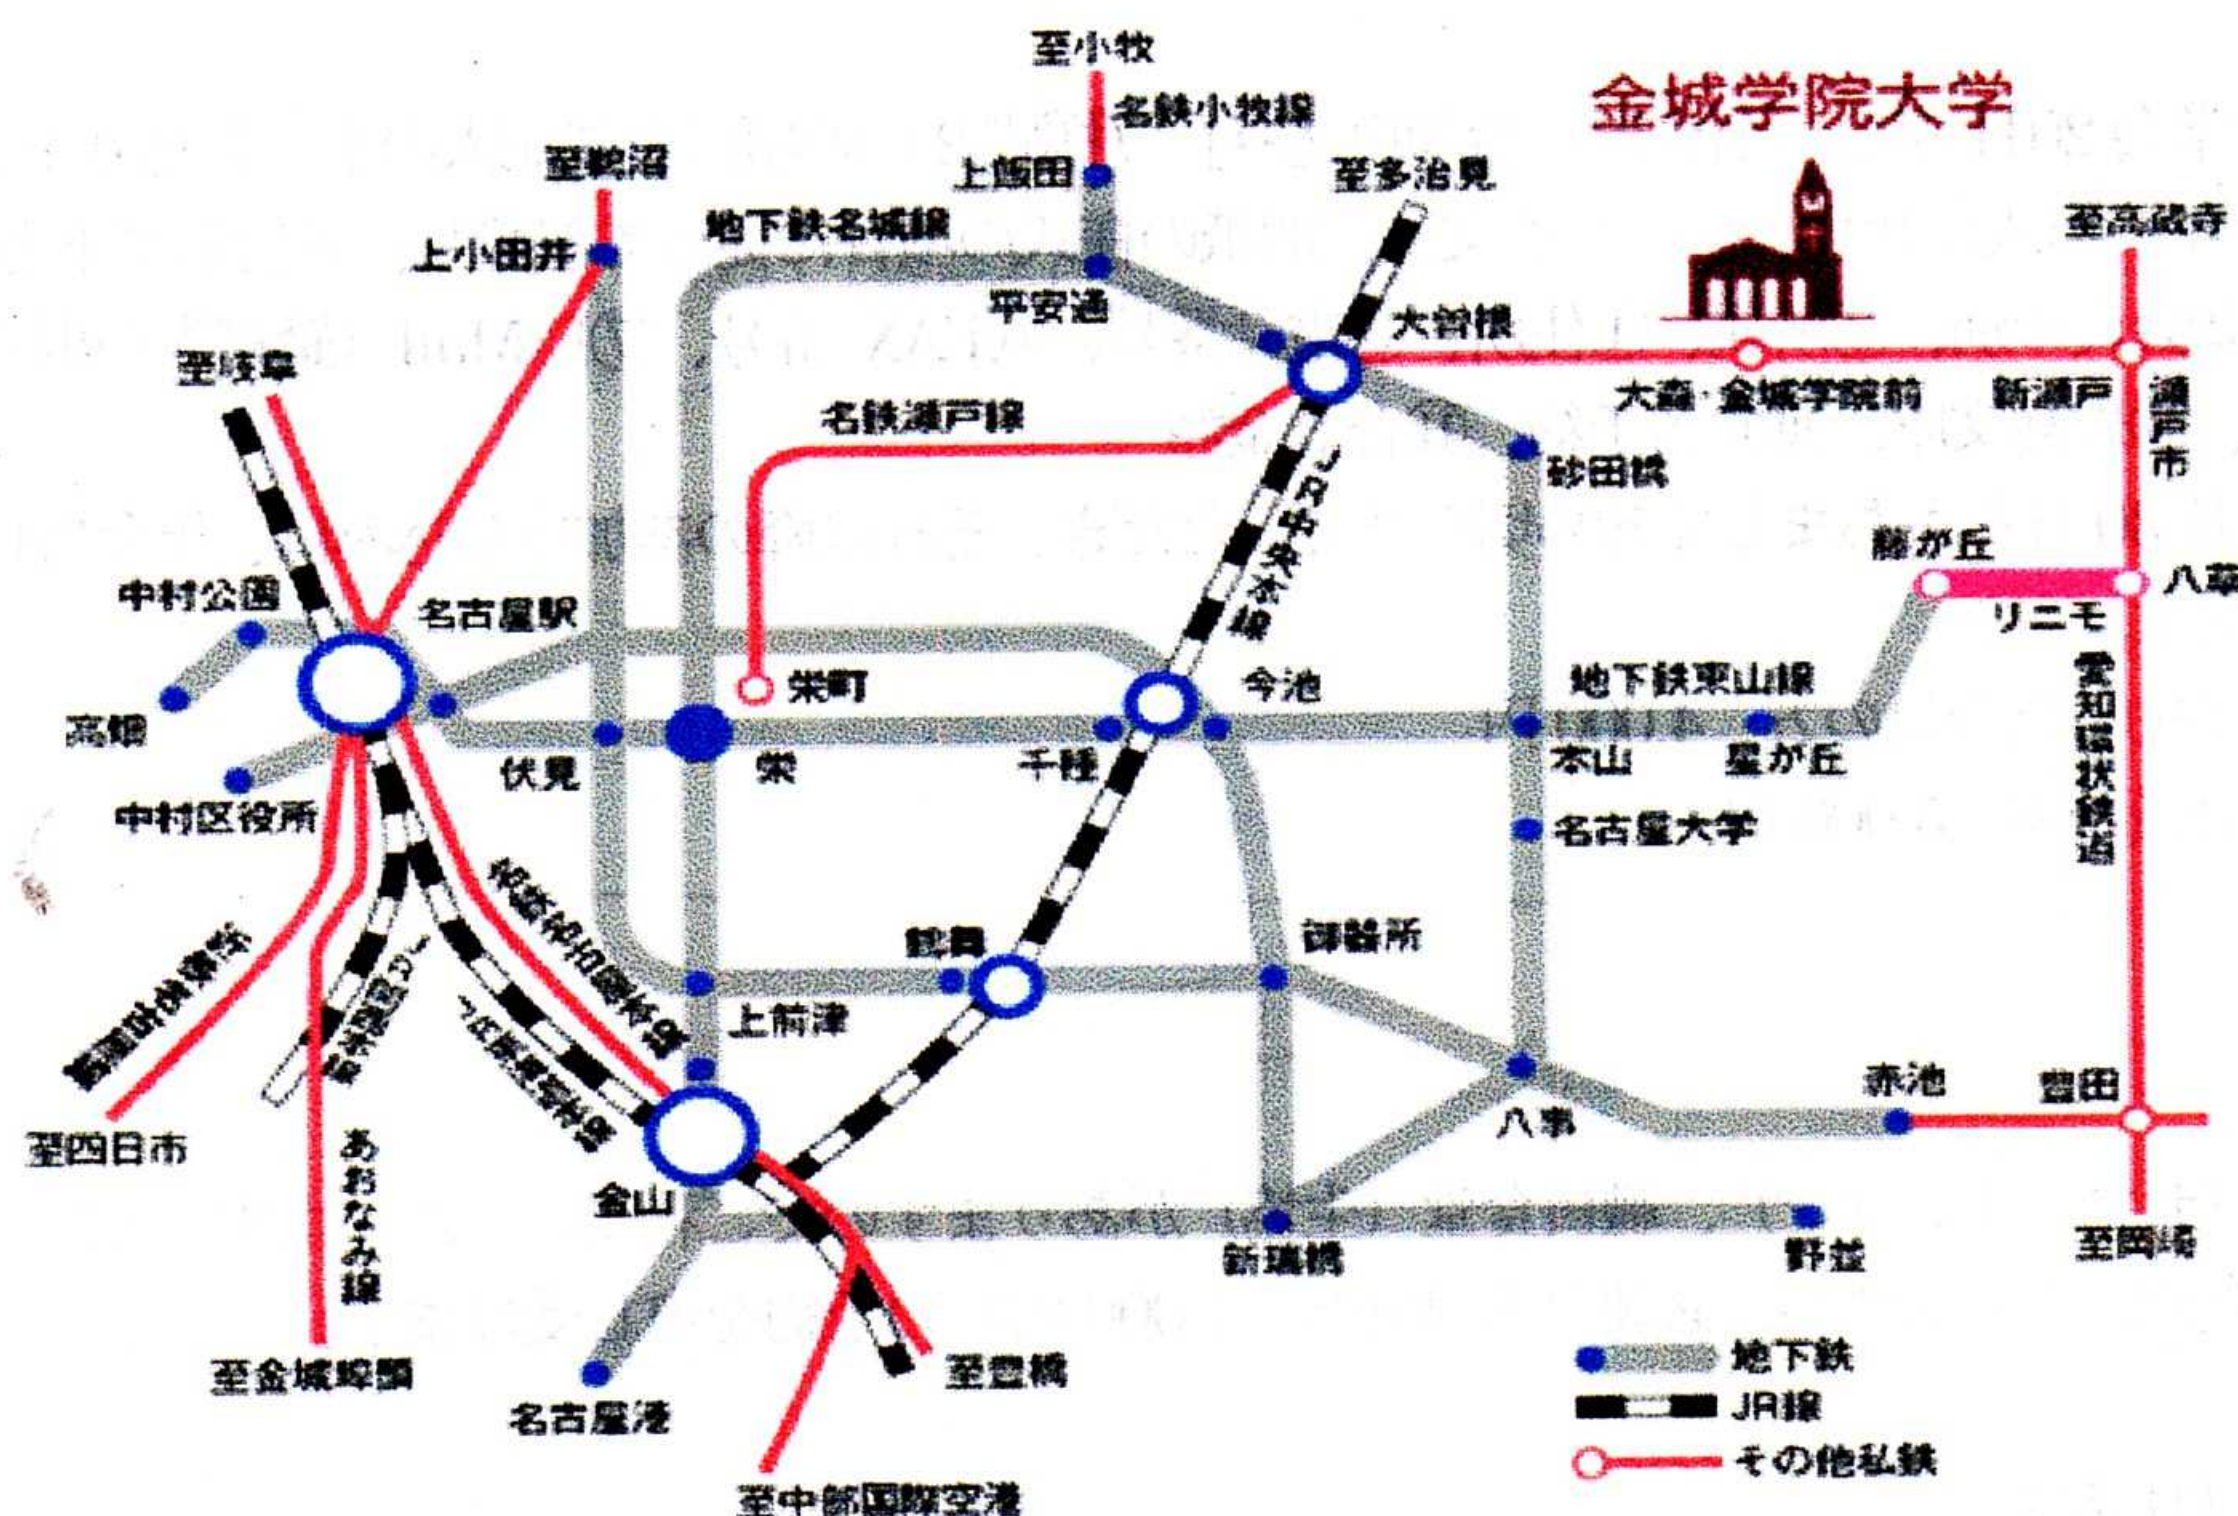 至小牧
名鉄小牧線
金城学院大学
至鵜沼
上飯田
至多治見
地下鉄名城線
至高蔵寺
上小田井
平安通
大曽根
至岐阜
大森・金城学院前
新瀬戸
瀬戸市
名鉄瀬戸線
砂田橋
JR中央本線
藤が丘
八草
リニモ
中村公園
名古屋駅
栄町
今池
地下鉄東山線
愛知環状鉄道
高畑
伏見
栄
千種
本山
星が丘
中村区役所
名古屋大学
鶴舞
御器所
上前津
至四日市
あおなみ線
八事
赤池
豊田
金山
新瑞橋
野並
至岡崎
至金城埠頭
至豊橋
名古屋港
至中部国際空港
地下鉄
JR線
その他私鉄